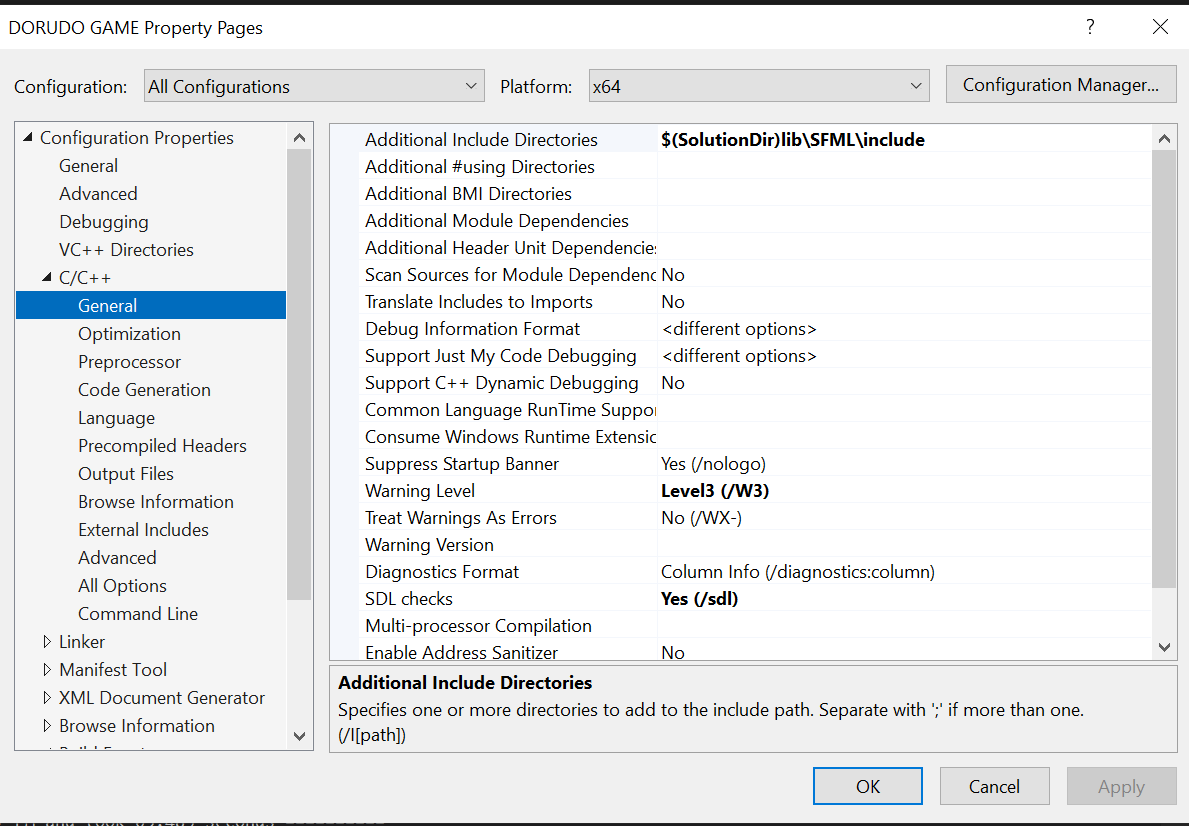 DORUDO GAME Property Pages
?
Configuration: All Configurations Platform: x64 Configuration Manager...
Configuration Properties
General
Advanced
Debugging
VC++ Directories
C/C++
General
Optimization
Preprocessor
Code Generation
Language
Precompiled Headers
Output Files
Browse Information
External Includes
Advanced
All Options
Command Line
Linker
Manifest Tool
XML Document Generator
Browse Information
Additional Include Directories $(SolutionDir)lib\SFML\include
Additional #using Directories
Additional BMI Directories
Additional Module Dependencies
Additional Header Unit Dependencies
Scan Sources for Module Dependenc No
Translate Includes to Imports No
Debug Information Format <different options>
Support Just My Code Debugging <different options>
Support C++ Dynamic Debugging No
Common Language RunTime Suppor
Consume Windows Runtime Extensic
Suppress Startup Banner Yes (/nologo)
Warning Level Level3 (/W3)
Treat Warnings As Errors No (/WX-)
Warning Version
Diagnostics Format Column Info (/diagnostics:column)
SDL checks Yes (/sdl)
Multi-processor Compilation
Enable Address Sanitizer No
Additional Include Directories
Specifies one or more directories to add to the include path. Separate with ';' if more than one.
(/I[path])
OK Cancel Apply